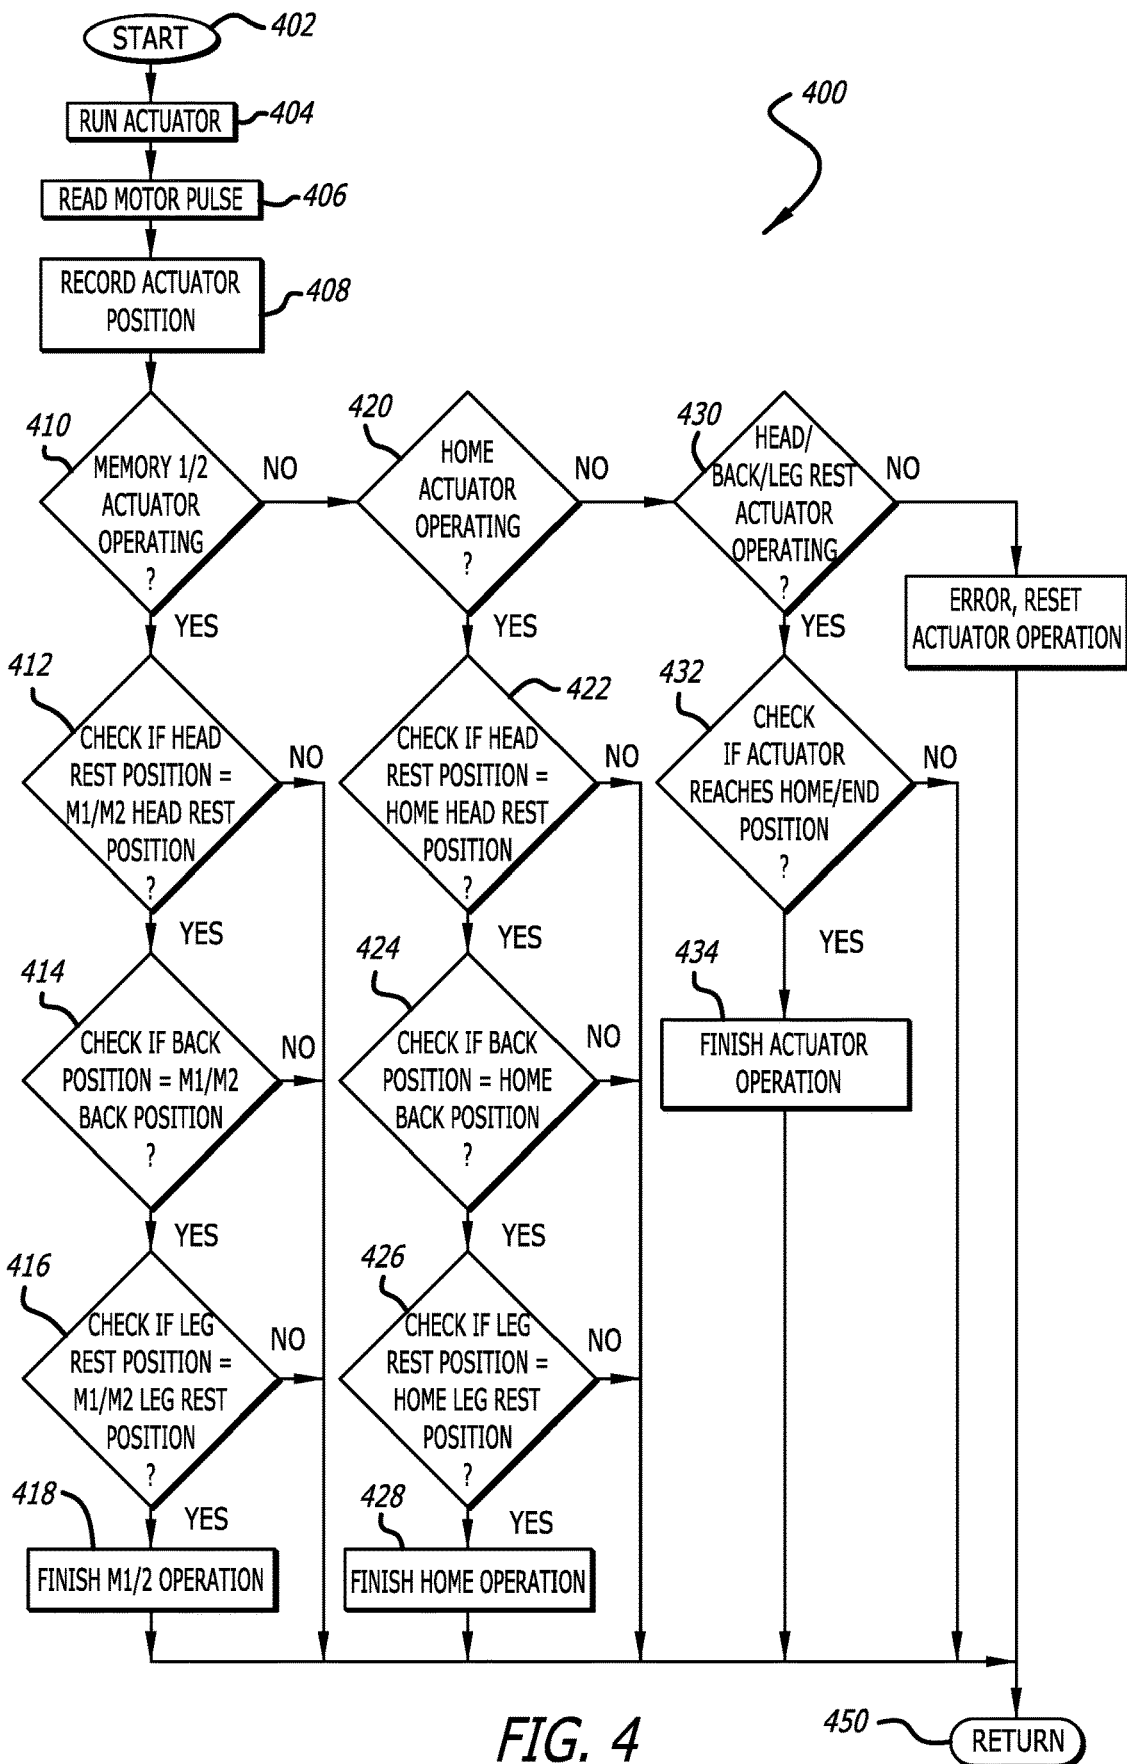 START
402
RUN ACTUATOR
404
400
READ MOTOR PULSE
406
RECORD ACTUATOR
POSITION
408
410
MEMORY 1/2
ACTUATOR
OPERATING
?
NO
YES
420
HOME
ACTUATOR
OPERATING
?
NO
YES
430
HEAD/
BACK/LEG REST
ACTUATOR
OPERATING
?
NO
YES
ERROR, RESET
ACTUATOR OPERATION
412
CHECK IF HEAD
REST POSITION =
M1/M2 HEAD REST
POSITION
?
NO
YES
422
CHECK IF HEAD
REST POSITION =
HOME HEAD REST
POSITION
?
NO
YES
432
CHECK
IF ACTUATOR
REACHES HOME/END
POSITION
?
NO
YES
414
CHECK IF BACK
POSITION = M1/M2
BACK POSITION
?
NO
YES
424
CHECK IF BACK
POSITION = HOME
BACK POSITION
?
NO
YES
434
FINISH ACTUATOR
OPERATION
416
CHECK IF LEG
REST POSITION =
M1/M2 LEG REST
POSITION
?
NO
YES
426
CHECK IF LEG
REST POSITION =
HOME LEG REST
POSITION
?
NO
YES
418
FINISH M1/2 OPERATION
428
FINISH HOME OPERATION
450
RETURN
FIG. 4